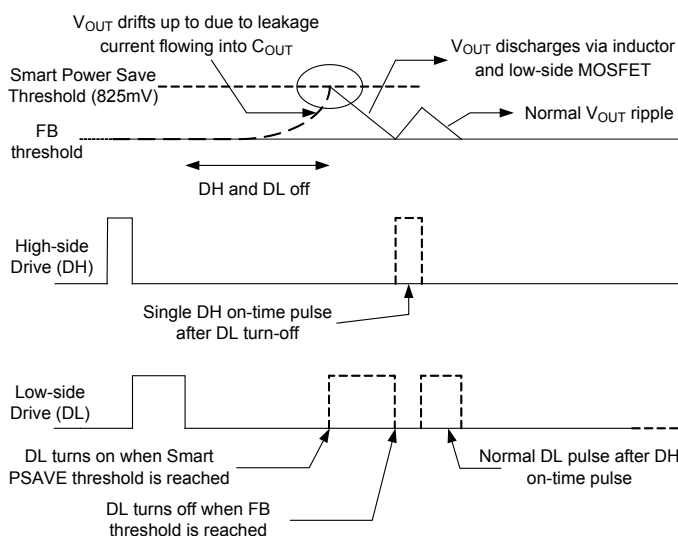 VOUT drifts up to due to leakage
current flowing into COUT
VOUT discharges via inductor
and low-side MOSFET
Smart Power Save
Threshold (825mV)
Normal VOUT ripple
FB
threshold
DH and DL off
High-side
Drive (DH)
Single DH on-time pulse
after DL turn-off
Low-side
Drive (DL)
DL turns on when Smart
PSAVE threshold is reached
Normal DL pulse after DH
on-time pulse
DL turns off when FB
threshold is reached